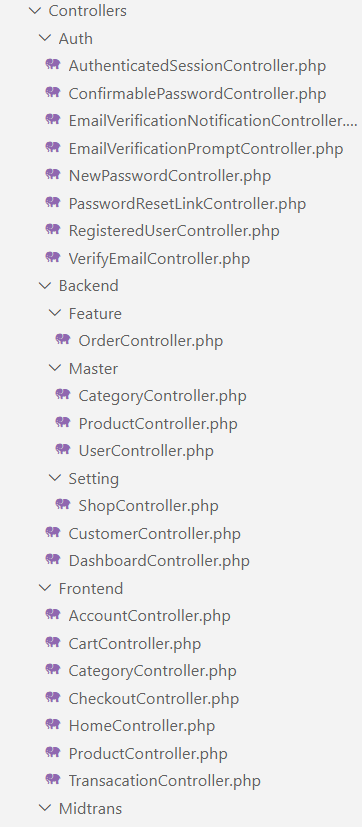 Controllers
Auth
AuthenticatedSessionController.php
ConfirmablePasswordController.php
EmailVerificationNotificationController....
EmailVerificationPromptController.php
NewPasswordController.php
PasswordResetLinkController.php
RegisteredUserController.php
VerifyEmailController.php
Backend
Feature
OrderController.php
Master
CategoryController.php
ProductController.php
UserController.php
Setting
ShopController.php
CustomerController.php
DashboardController.php
Frontend
AccountController.php
CartController.php
CategoryController.php
CheckoutController.php
HomeController.php
ProductController.php
TransacationController.php
Midtrans